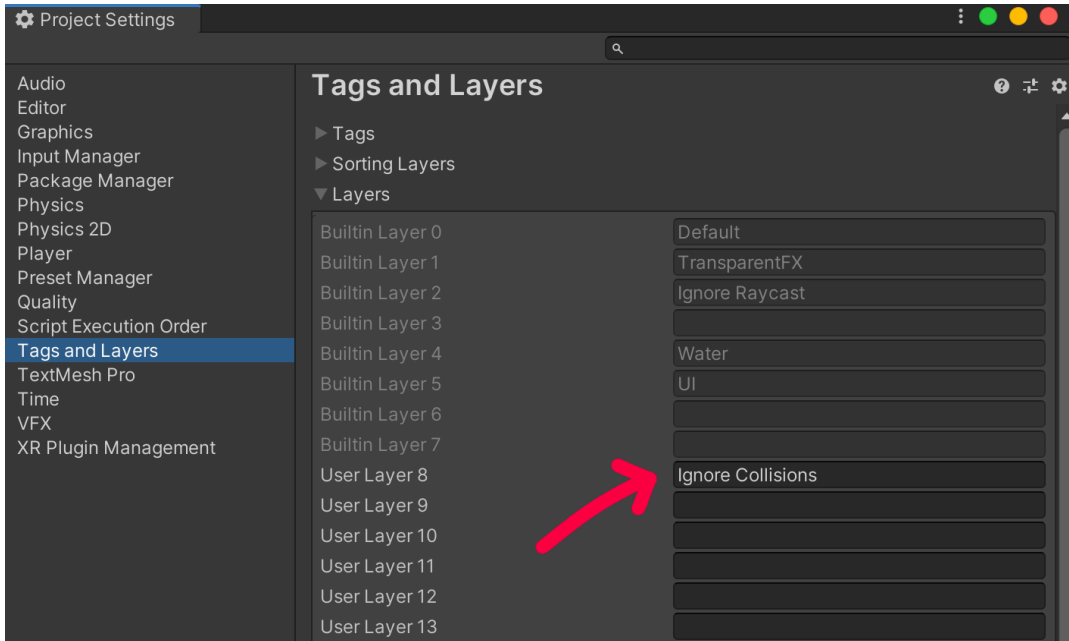 Project Settings
Audio
Editor
Graphics
Input Manager
Package Manager
Physics
Physics 2D
Player
Preset Manager
Quality
Script Execution Order
Tags and Layers
TextMesh Pro
Time
VFX
XR Plugin Management
Tags and Layers
Tags
Sorting Layers
Layers
Builtin Layer 0 Default
Builtin Layer 1 TransparentFX
Builtin Layer 2 Ignore Raycast
Builtin Layer 3
Builtin Layer 4 Water
Builtin Layer 5 UI
Builtin Layer 6
Builtin Layer 7
User Layer 8 Ignore Collisions
User Layer 9
User Layer 10
User Layer 11
User Layer 12
User Layer 13